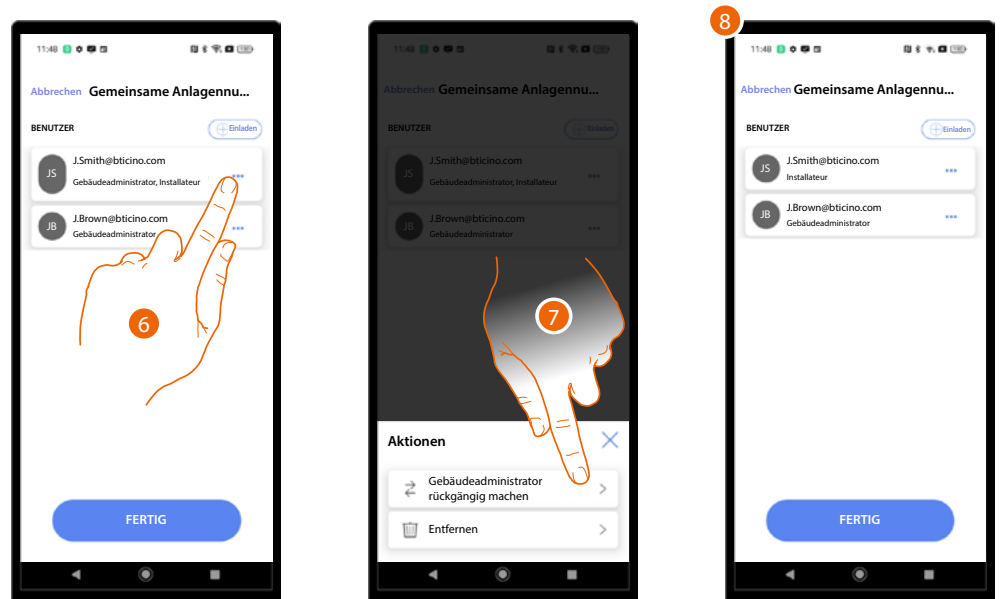 11:48
Abbrechen Gemeinsame Anlagennu...
BENUTZER
Einladen
JS
J.Smith@bticino.com
Gebäudeadministrator, Installateur
JB
J.Brown@bticino.com
Gebäudeadministrator
6
FERTIG
11:48
Abbrechen Gemeinsame Anlagennu...
BENUTZER
Einladen
JS
J.Smith@bticino.com
Gebäudeadministrator, Installateur
JB
J.Brown@bticino.com
Gebäudeadministrator
7
Aktionen
Gebäudeadministrator
rückgängig machen
Entfernen
8
11:48
Abbrechen Gemeinsame Anlagennu...
BENUTZER
Einladen
JS
J.Smith@bticino.com
Installateur
JB
J.Brown@bticino.com
Gebäudeadministrator
FERTIG